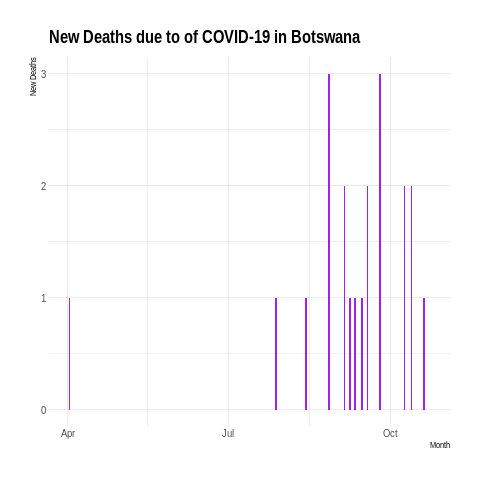 New Deaths due to of COVID-19 in Botswana
New Deaths
3
2
1
0
Apr
Jul
Oct
Month